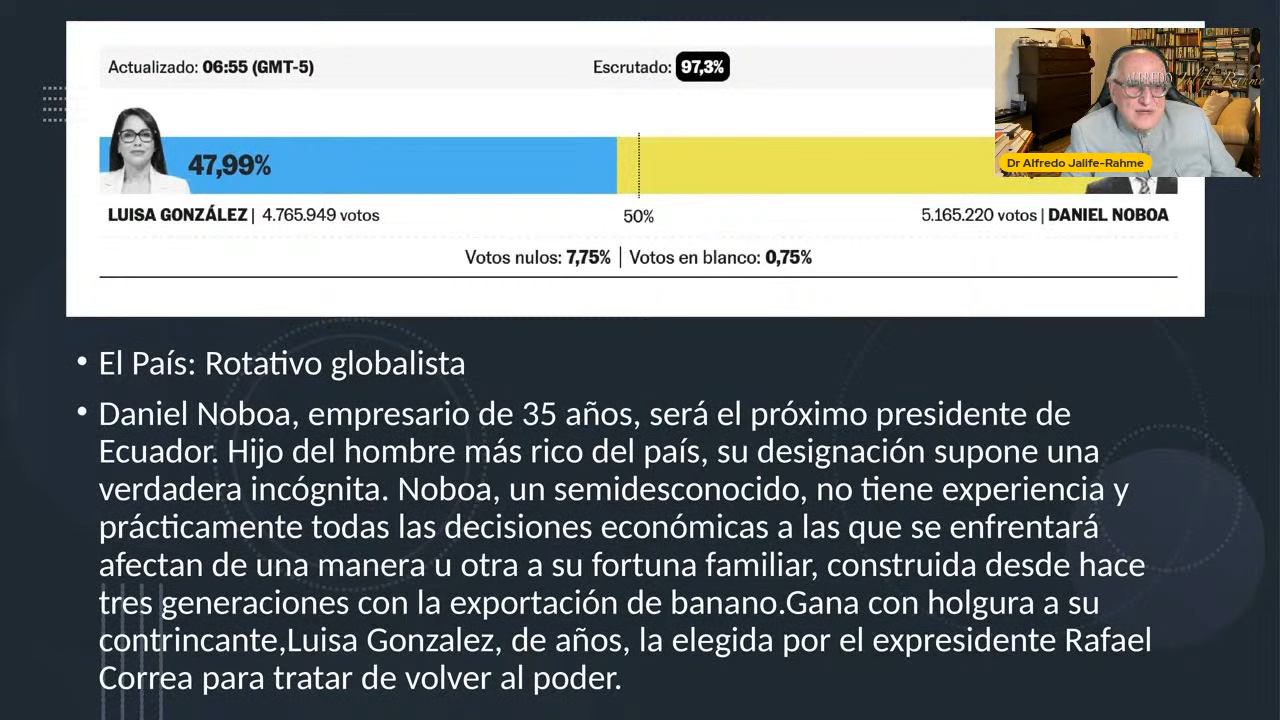 Actualizado: 06:55 (GMT-5)
Escrutado: 97,3%
ALFREDO Jalife-Rahme
Dr Alfredo Jalife-Rahme
47,99%
LUISA GONZÁLEZ | 4.765.949 votos
50%
5.165.220 votos | DANIEL NOBOA
Votos nulos: 7,75% | Votos en blanco: 0,75%
• El País: Rotativo globalista
• Daniel Noboa, empresario de 35 años, será el próximo presidente de
Ecuador. Hijo del hombre más rico del país, su designación supone una
verdadera incógnita. Noboa, un semidesconocido, no tiene experiencia y
prácticamente todas las decisiones económicas a las que se enfrentará
afectan de una manera u otra a su fortuna familiar, construida desde hace
tres generaciones con la exportación de banano.Gana con holgura a su
contrincante,Luisa Gonzalez, de años, la elegida por el expresidente Rafael
Correa para tratar de volver al poder.